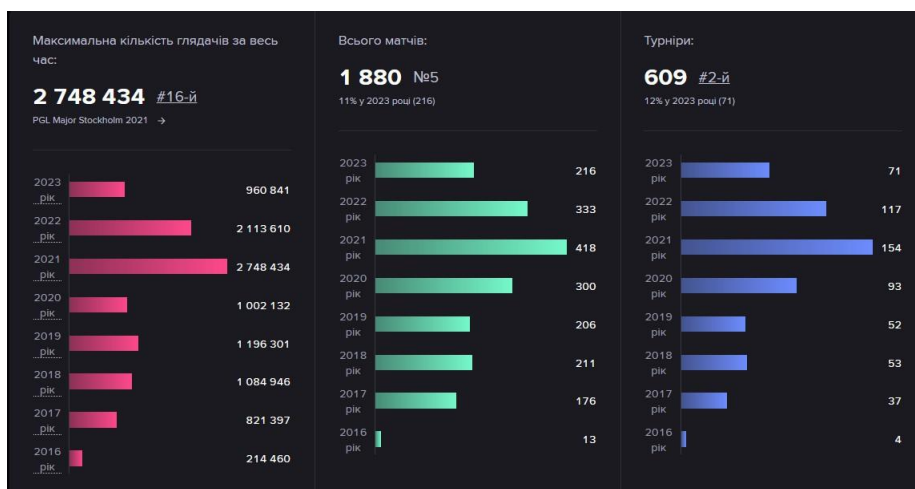 Максимальна кількість глядачів за весь
час:
2 748 434 #16-й
PGL Major Stockholm 2021 →
2023
рік
960 841
2022
рік
2 113 610
2021
рік
2 748 434
2020
рік
1 002 132
2019
рік
1 196 301
2018
рік
1 084 946
2017
рік
821 397
2016
рік
214 460
Всього матчів:
1 880 №5
11% у 2023 році (216)
2023
рік
216
2022
рік
333
2021
рік
418
2020
рік
300
2019
рік
206
2018
рік
211
2017
рік
176
2016
рік
13
Турніри:
609 #2-й
12% у 2023 році (71)
2023
рік
71
2022
рік
117
2021
рік
154
2020
рік
93
2019
рік
52
2018
рік
53
2017
рік
37
2016
рік
4